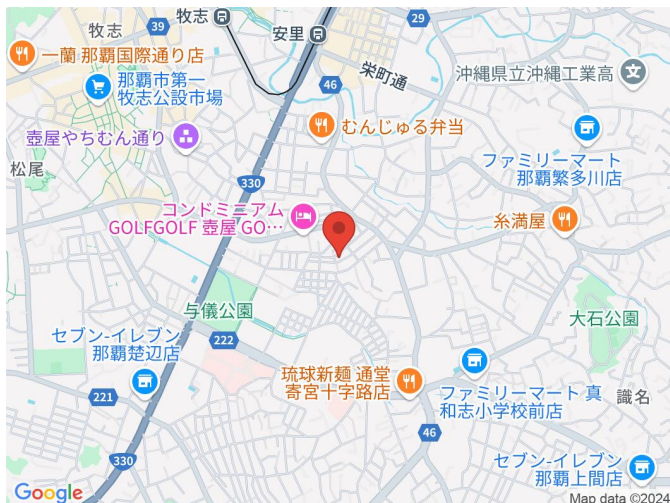 牧志
牧志
安里
29
39
一蘭 那覇国際通り店
46
栄町通
沖縄県立沖縄工業高
那覇市第一
牧志公設市場
むんじゅる弁当
壺屋やちむん通り
ファミリーマート
那覇繁多川店
松尾
330
コンドミニアム
GOLFGOLF 壺屋 GO…
糸満屋
与儀公園
大石公園
222
セブン-イレブン
那覇楚辺店
琉球新麺 通堂
寄宮十字路店
ファミリーマート 真
和志小学校前店
221
識名
46
330
セブン-イレブン
那覇上間店
Google
Map data ©2024